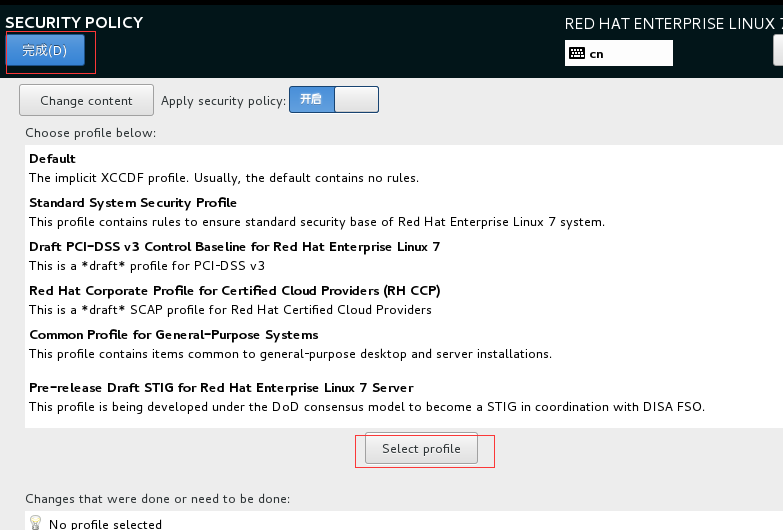 SECURITY POLICY
RED HAT ENTERPRISE LINUX 7
完成(D)
cn
Change content
Apply security policy:
开启
Choose profile below:
Default
The implicit XCCDF profile. Usually, the default contains no rules.
Standard System Security Profile
This profile contains rules to ensure standard security base of Red Hat Enterprise Linux 7 system.
Draft PCI-DSS v3 Control Baseline for Red Hat Enterprise Linux 7
This is a *draft* profile for PCI-DSS v3
Red Hat Corporate Profile for Certified Cloud Providers (RH CCP)
This is a *draft* SCAP profile for Red Hat Certified Cloud Providers
Common Profile for General-Purpose Systems
This profile contains items common to general-purpose desktop and server installations.
Pre-release Draft STIG for Red Hat Enterprise Linux 7 Server
This profile is being developed under the DoD consensus model to become a STIG in coordination with DISA FSO.
Select profile
Changes that were done or need to be done:
No profile selected